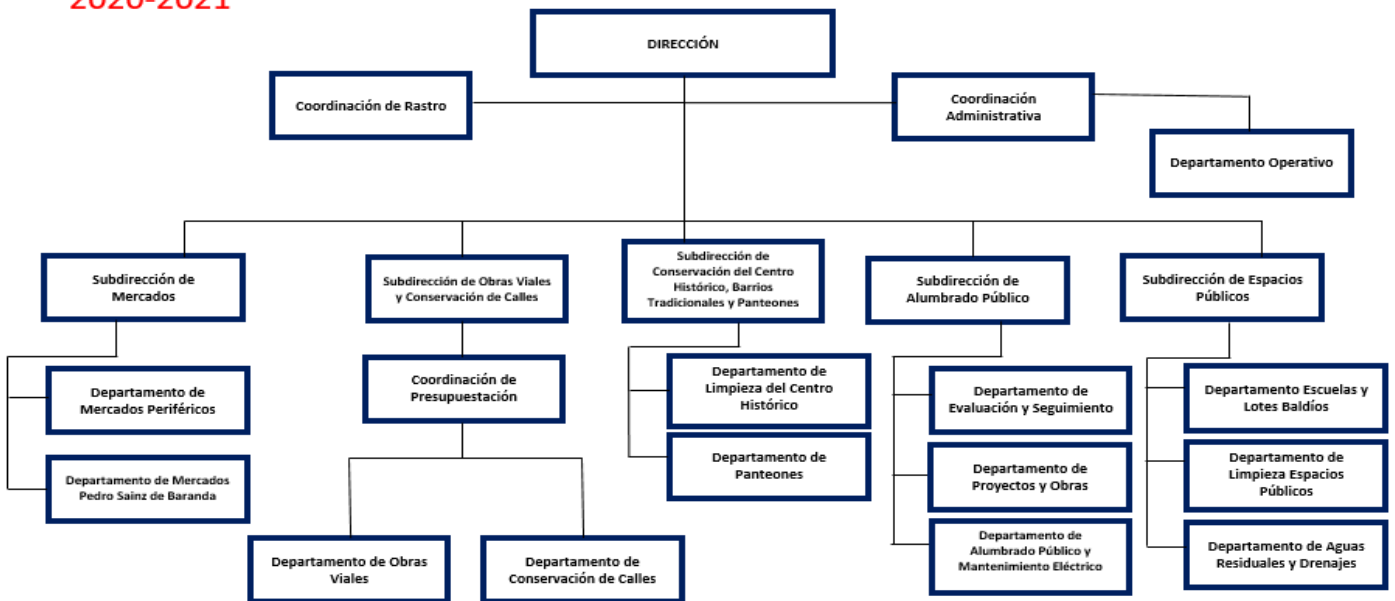 2020-2021
DIRECCIÓN
Coordinación de Rastro
Coordinación
Administrativa
Departamento Operativo
Subdirección de
Mercados
Subdirección de Obras Viales
y Conservación de Calles
Subdirección de
Conservación del Centro
Histórico, Barrios
Tradicionales y Panteones
Subdirección de
Alumbrado Público
Subdirección de Espacios
Públicos
Departamento de
Mercados Periféricos
Departamento de Mercados
Pedro Sainz de Baranda
Coordinación de
Presupuestación
Departamento de Obras
Viales
Departamento de
Conservación de Calles
Departamento de
Limpieza del Centro
Histórico
Departamento de
Panteones
Departamento de
Evaluación y Seguimiento
Departamento de
Proyectos y Obras
Departamento de
Alumbrado Público y
Mantenimiento Eléctrico
Departamento Escuelas y
Lotes Baldíos
Departamento de
Limpieza Espacios
Públicos
Departamento de Aguas
Residuales y Drenajes